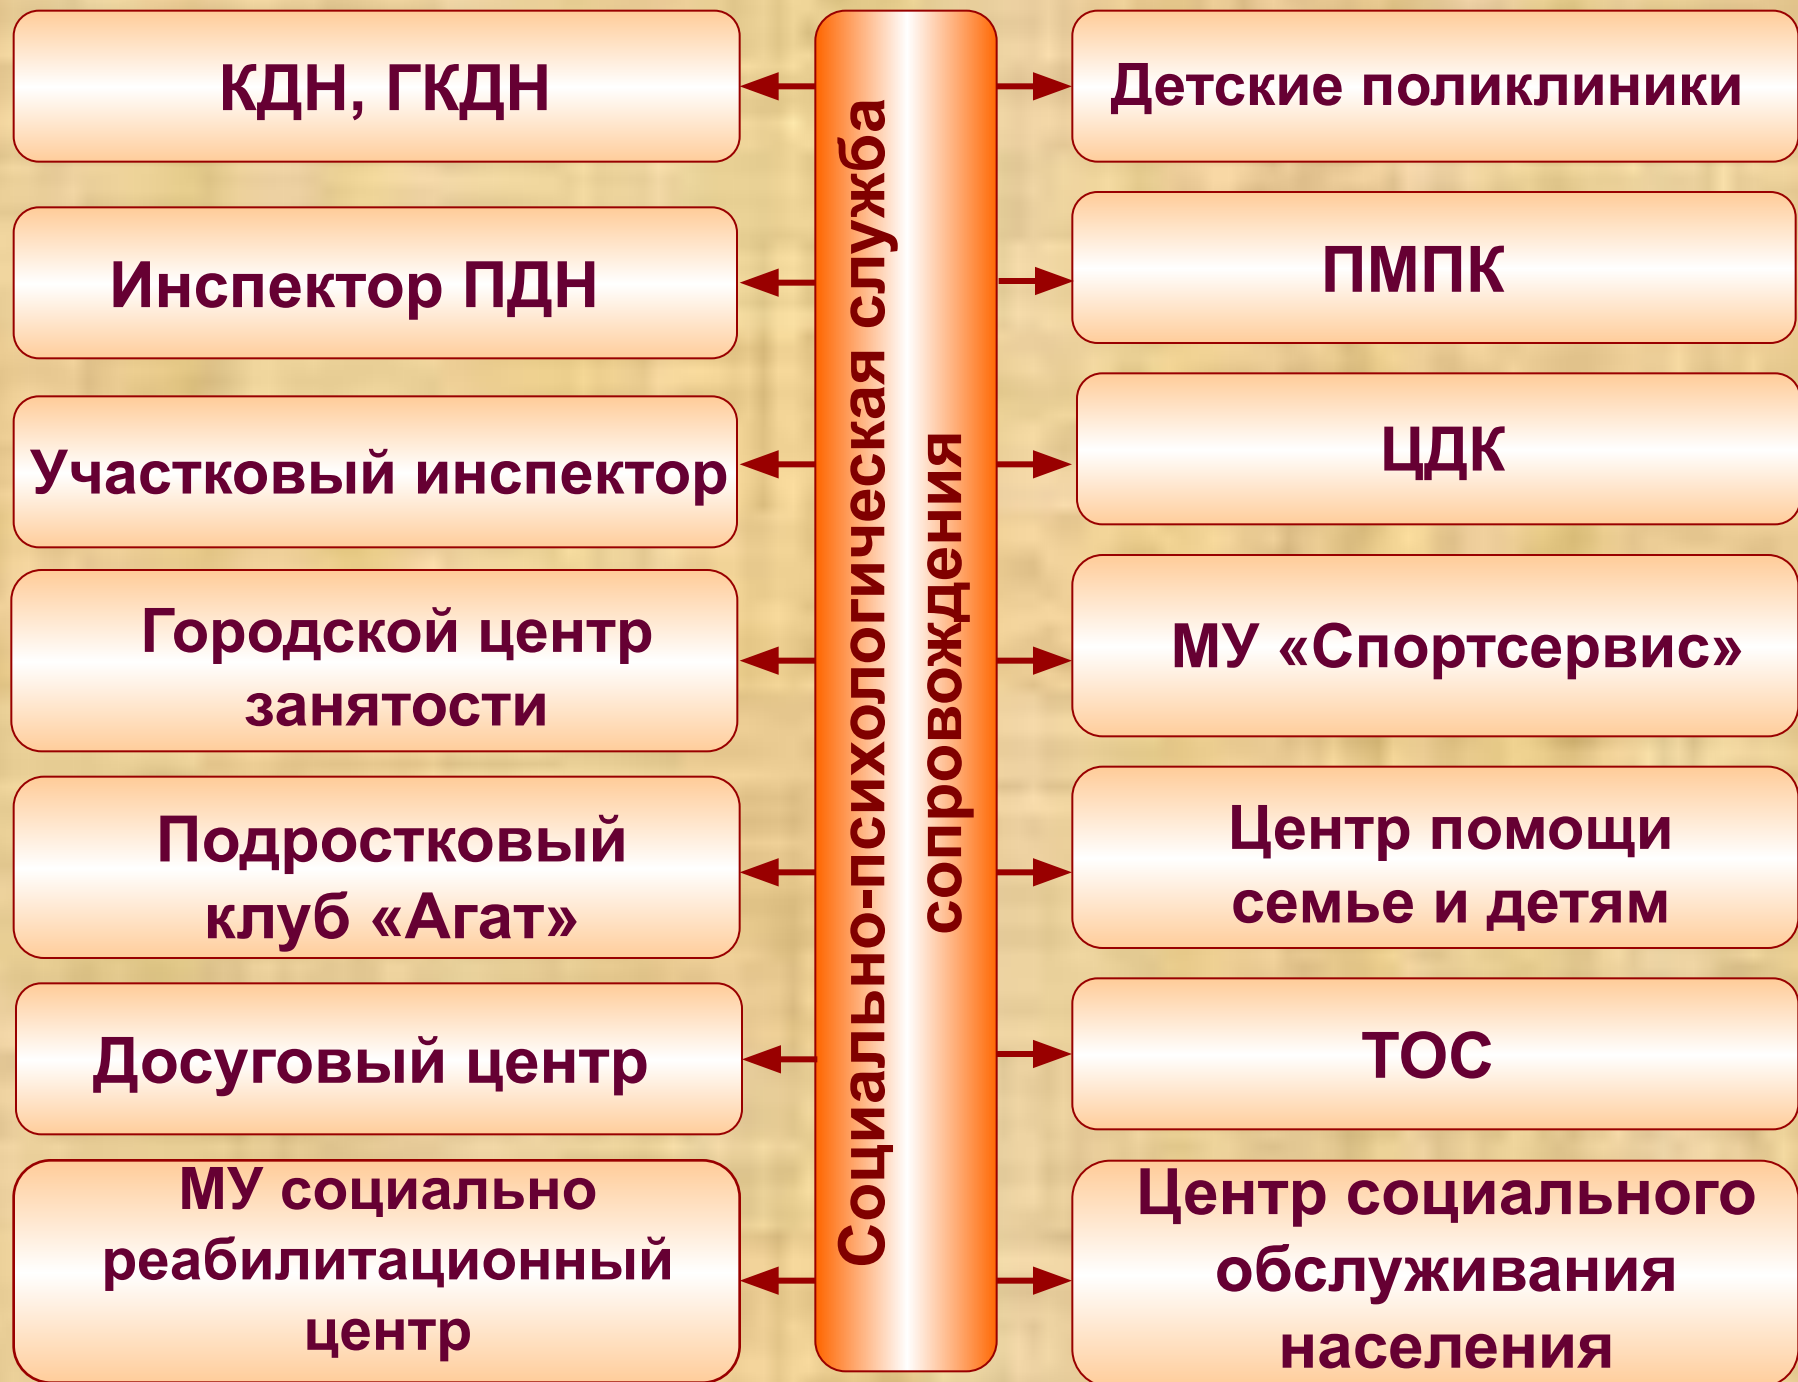 КДН, ГКДН
Инспектор ПДН
Участковый инспектор
Городской центр
занятости
Подростковый
клуб «Агат»
Досуговый центр
МУ социально
реабилитационный
центр
Социально-психологическая служба
сопровождения
Детские поликлиники
ПМПК
ЦДК
МУ «Спортсервис»
Центр помощи
семье и детям
ТОС
Центр социального
обслуживания
населения